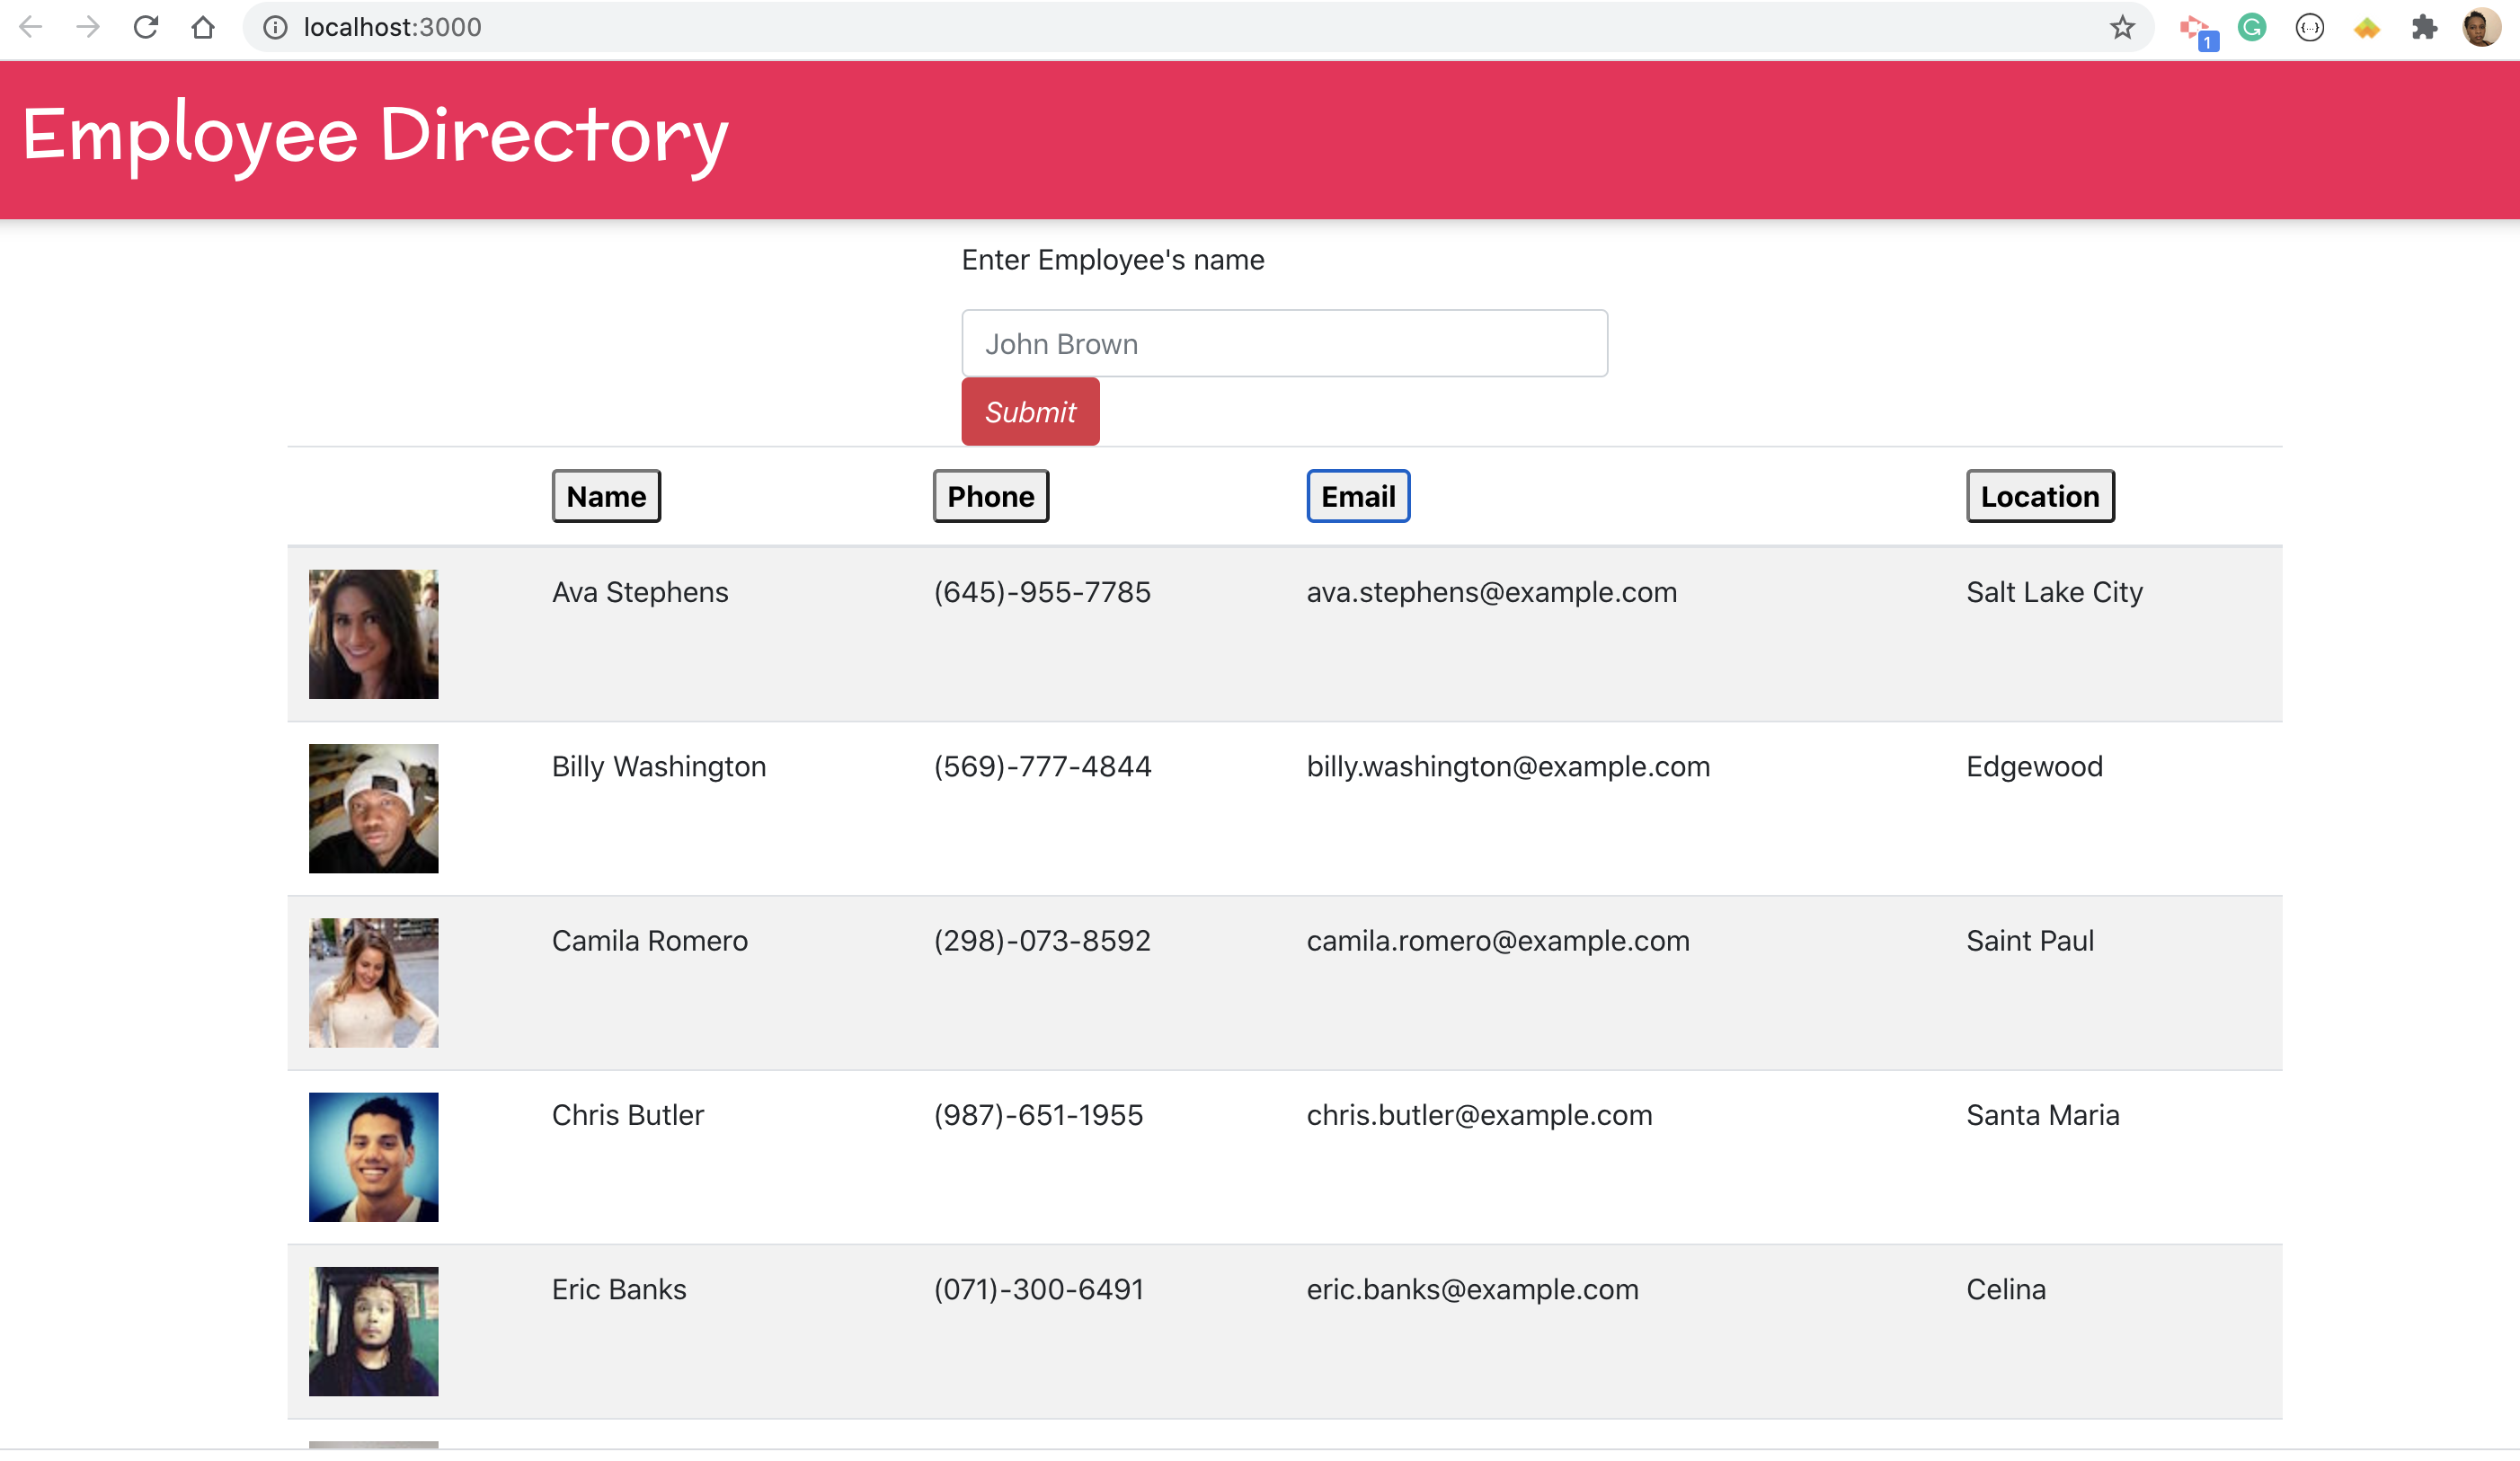 localhost:3000
1
Employee Directory
Enter Employee's name
John Brown
Submit
Name Phone Email Location
Ava Stephens (645)-955-7785 ava.stephens@example.com Salt Lake City
Billy Washington (569)-777-4844 billy.washington@example.com Edgewood
Camila Romero (298)-073-8592 camila.romero@example.com Saint Paul
Chris Butler (987)-651-1955 chris.butler@example.com Santa Maria
Eric Banks (071)-300-6491 eric.banks@example.com Celina